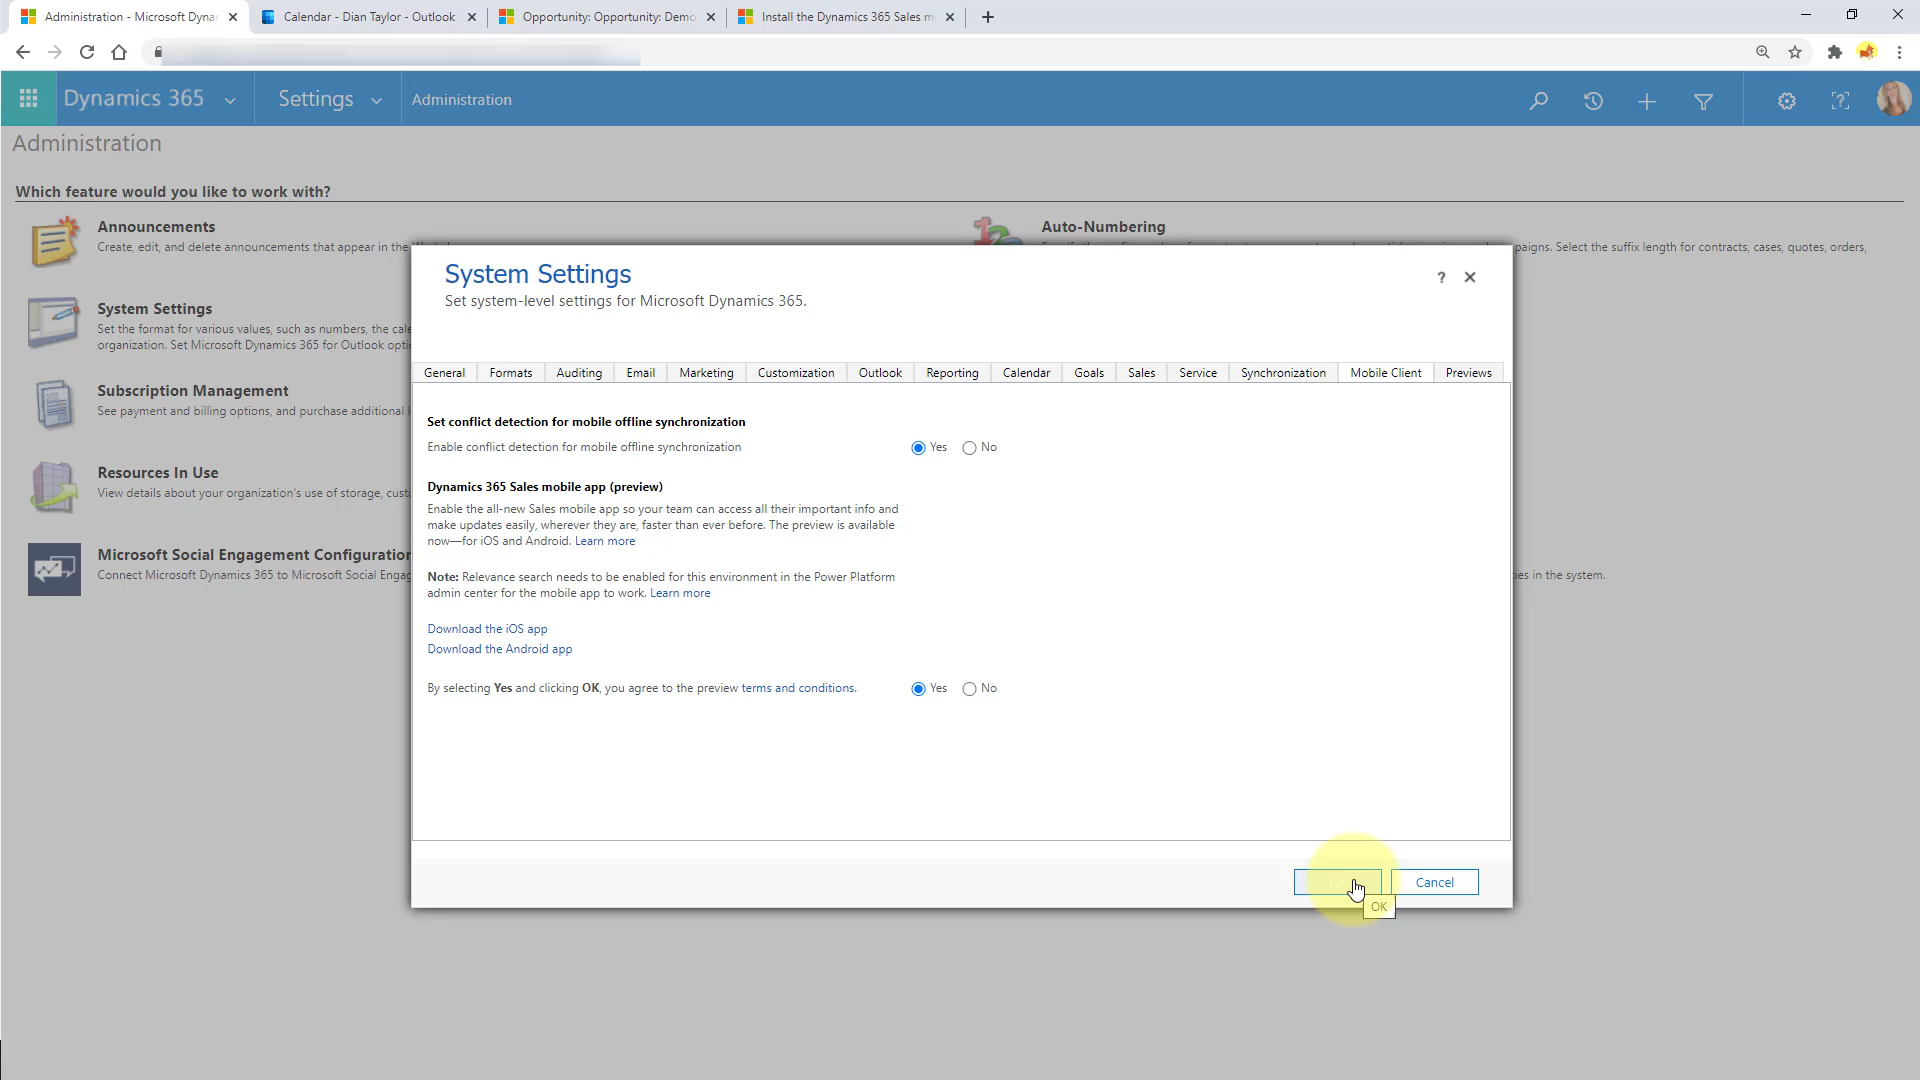 Administration - Microsoft Dyna
Calendar - Dian Taylor - Outlook
Opportunity: Opportunity: Demo
Install the Dynamics 365 Sales m
Dynamics 365
Settings
Administration
Administration
Which feature would you like to work with?
Announcements
Create, edit, and delete announcements that appear in the
Auto-Numbering
paigns. Select the suffix length for contracts, cases, quotes, orders,
System Settings
Set the format for various values, such as numbers, the cale
organization. Set Microsoft Dynamics 365 for Outlook optio
Subscription Management
See payment and billing options, and purchase additional l
Resources In Use
View details about your organization's use of storage, custo
Microsoft Social Engagement Configuration
Connect Microsoft Dynamics 365 to Microsoft Social Engag
ies in the system.
System Settings
Set system-level settings for Microsoft Dynamics 365.
? ×
General Formats Auditing Email Marketing Customization Outlook Reporting Calendar Goals Sales Service Synchronization Mobile Client Previews
Set conflict detection for mobile offline synchronization
Enable conflict detection for mobile offline synchronization Yes No
Dynamics 365 Sales mobile app (preview)
Enable the all-new Sales mobile app so your team can access all their important info and
make updates easily, wherever they are, faster than ever before. The preview is available
now—for iOS and Android. Learn more
Note: Relevance search needs to be enabled for this environment in the Power Platform
admin center for the mobile app to work. Learn more
Download the iOS app
Download the Android app
By selecting Yes and clicking OK, you agree to the preview terms and conditions. Yes No
OK Cancel
OK